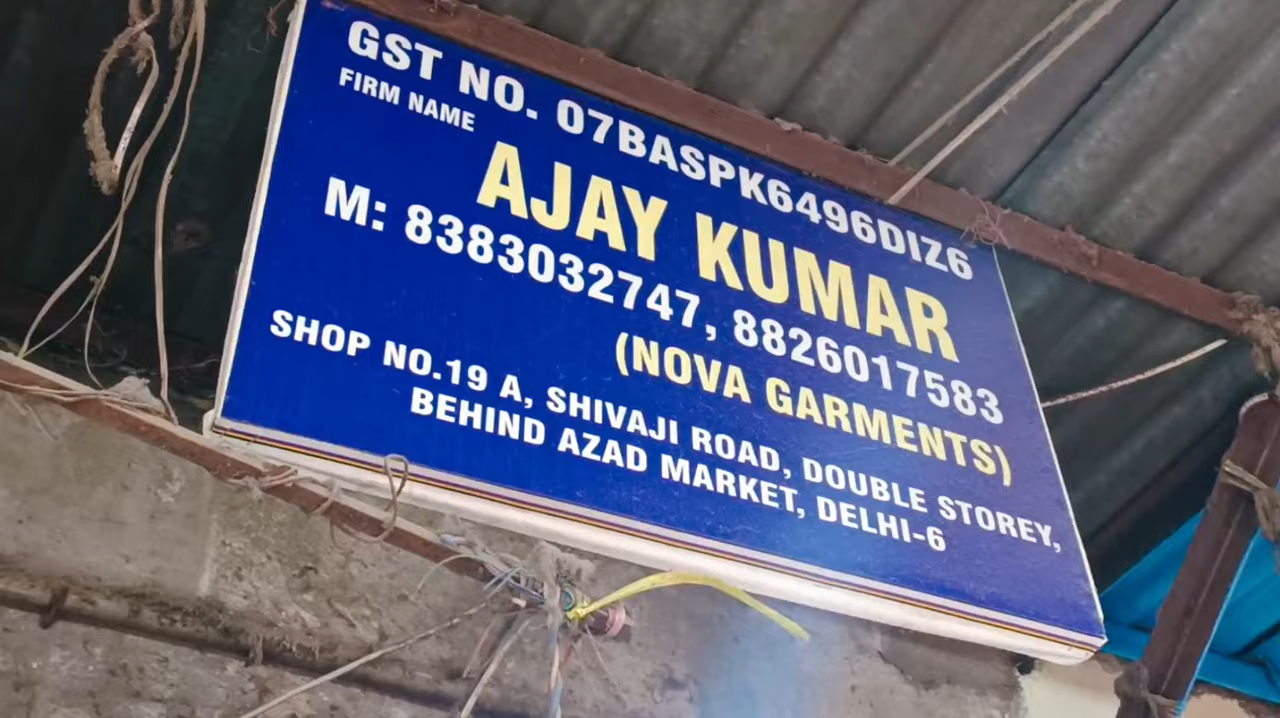 GST NO. 07BASPK6496DIZ6
FIRM NAME
AJAY KUMAR
M: 8383032747, 8826017583
(NOVA GARMENTS)
SHOP NO.19 A, SHIVAJI ROAD, DOUBLE STOREY,
BEHIND AZAD MARKET, DELHI-6